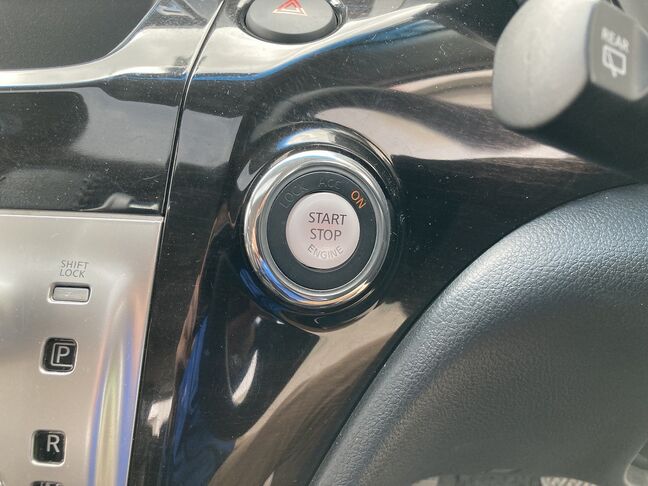 REAR
LOCK ACC ON
START
STOP
ENGINE
SHIFT
LOCK
P
R